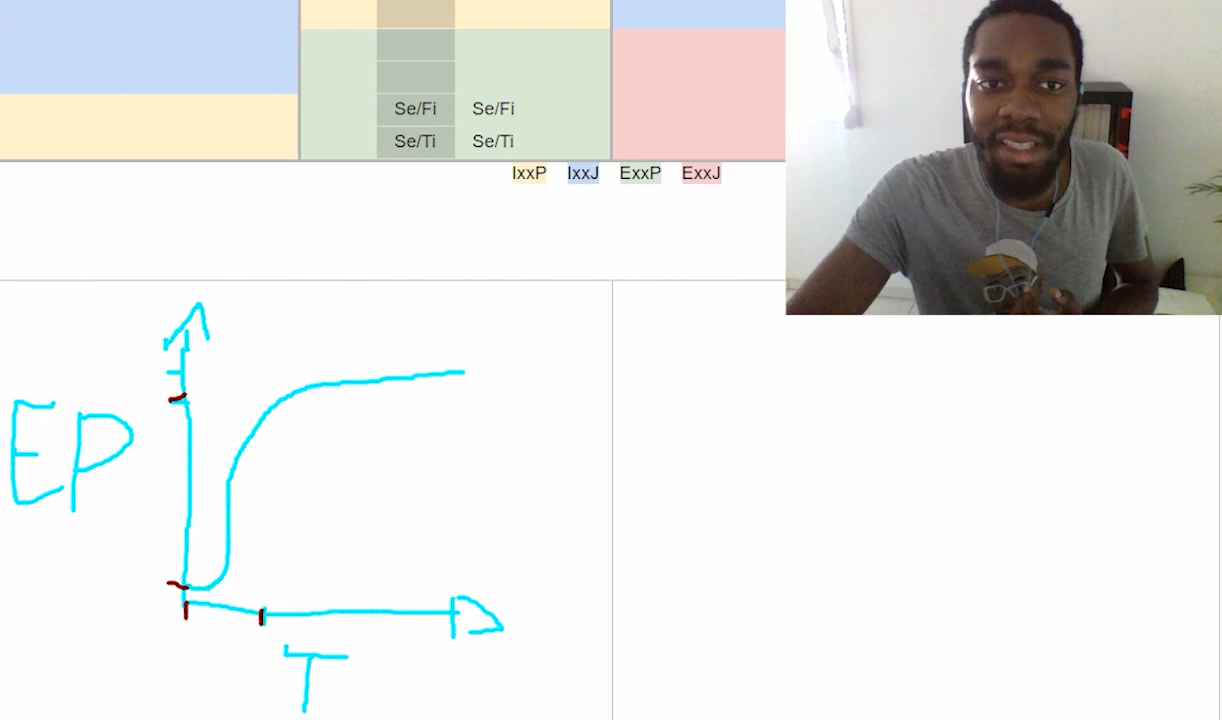 Se/Fi Se/Fi
Se/Ti Se/Ti
IxxP IxxJ ExxP ExxJ
EP
T